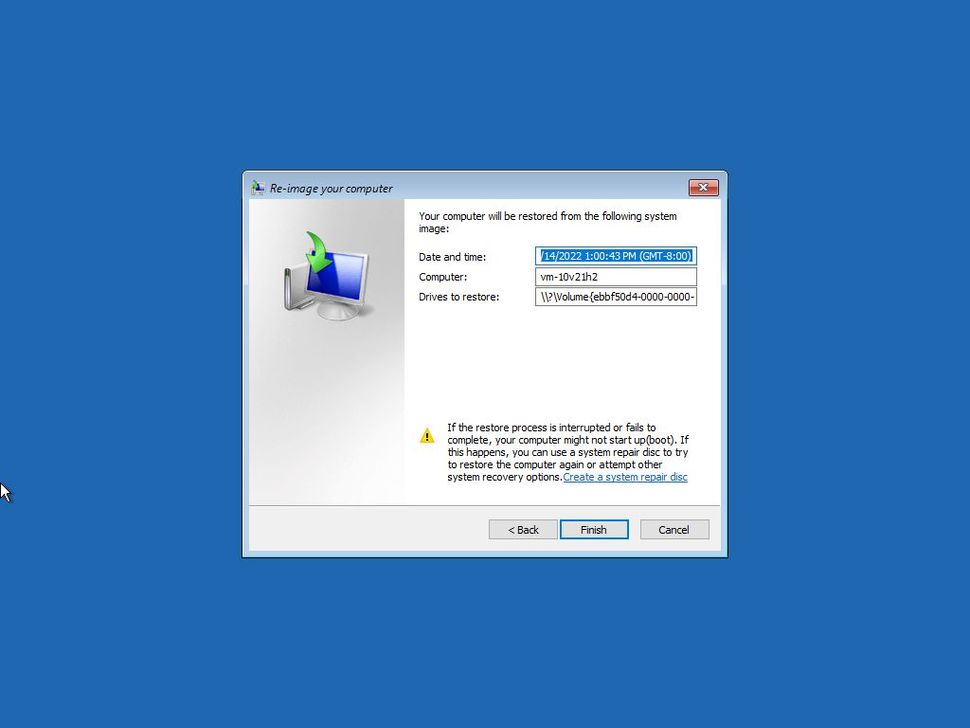 Re-image your computer
Your computer will be restored from the following system
image:
Date and time: /14/2022 1:00:43 PM (GMT-8:00)
Computer: vm-10v21h2
Drives to restore: \\?\Volume{ebbf50d4-0000-0000-
If the restore process is interrupted or fails to
complete, your computer might not start up(boot). If
this happens, you can use a system repair disc to try
to restore the computer again or attempt other
system recovery options.Create a system repair disc
< Back Finish Cancel